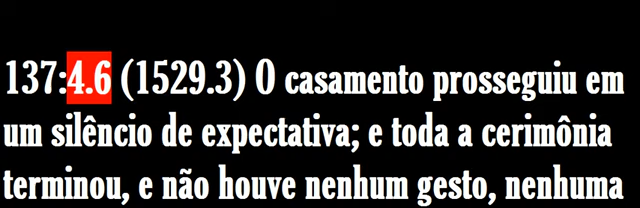 137:4.6 (1529.3) O casamento prosseguiu em
um silêncio de expectativa; e toda a cerimônia
terminou, e não houve nenhum gesto, nenhuma